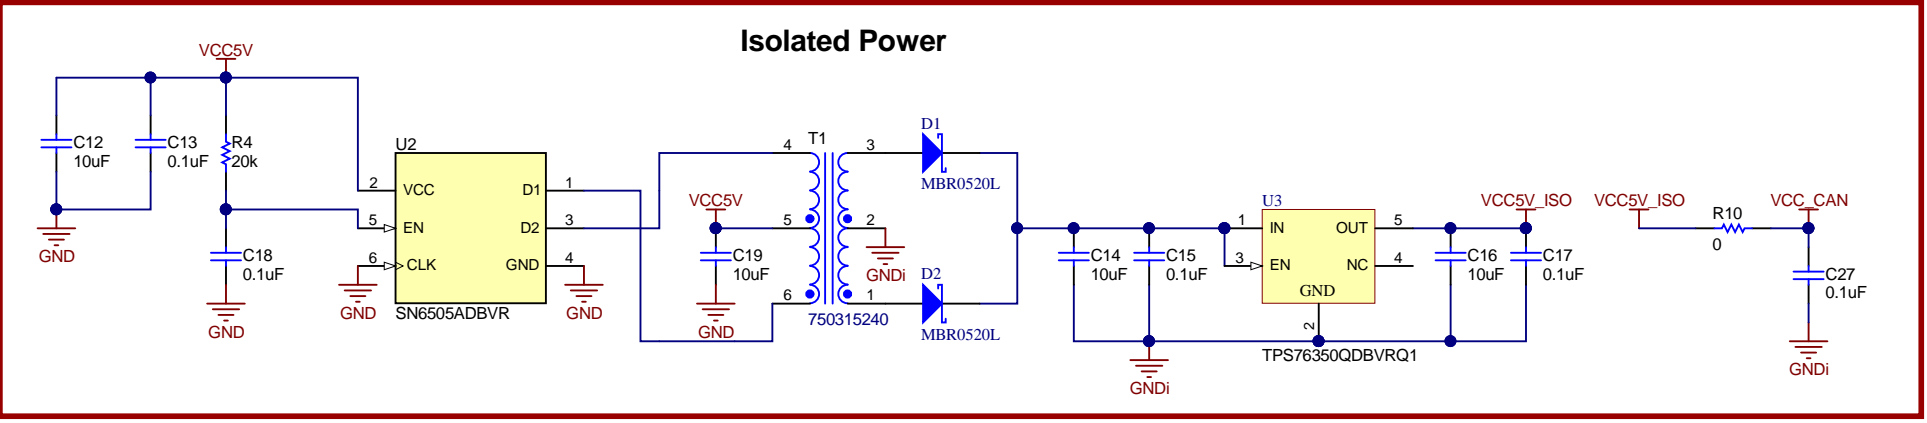 Isolated Power
VCC5V
C12
10uF
C13
0.1uF
R4
20k
C18
0.1uF
GND
GND
U2
2
VCC
5
EN
6
CLK
D1
1
D2
3
GND
4
SN6505ADBVR
GND
GND
VCC5V
C19
10uF
GND
T1
4
5
6
3
2
1
750315240
GNDi
D1
MBR0520L
D2
MBR0520L
C14
10uF
C15
0.1uF
GNDi
U3
1
IN
3
EN
OUT
5
NC
4
GND
2
TPS76350QDBVRQ1
C16
10uF
VCC5V_ISO
C17
0.1uF
VCC5V_ISO
R10
0
VCC_CAN
C27
0.1uF
GNDi